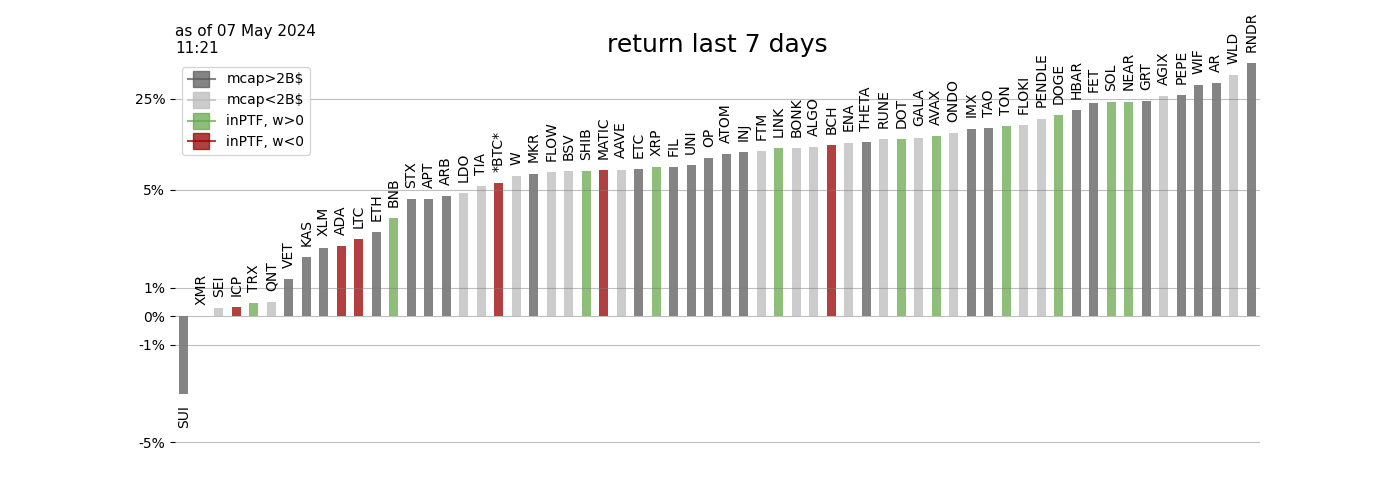 as of 07 May 2024
11:21
return last 7 days
mcap>2B$
mcap<2B$
inPTF, w>0
inPTF, w<0
25%
5%
1%
0%
-1%
-5%
SUI
XMR
SEI
ICP
TRX
QNT
VET
KAS
XLM
ADA
LTC
ETH
BNB
STX
APT
ARB
LDO
TIA
*BTC*
W
MKR
FLOW
BSV
SHIB
MATIC
AAVE
ETC
XRP
FIL
UNI
OP
ATOM
INJ
FTM
LINK
BONK
ALGO
BCH
ENA
THETA
RUNE
DOT
GALA
AVAX
ONDO
IMX
TAO
TON
FLOKI
PENDLE
DOGE
HBAR
FET
SOL
NEAR
GRT
AGIX
PEPE
WIF
AR
WLD
RNDR